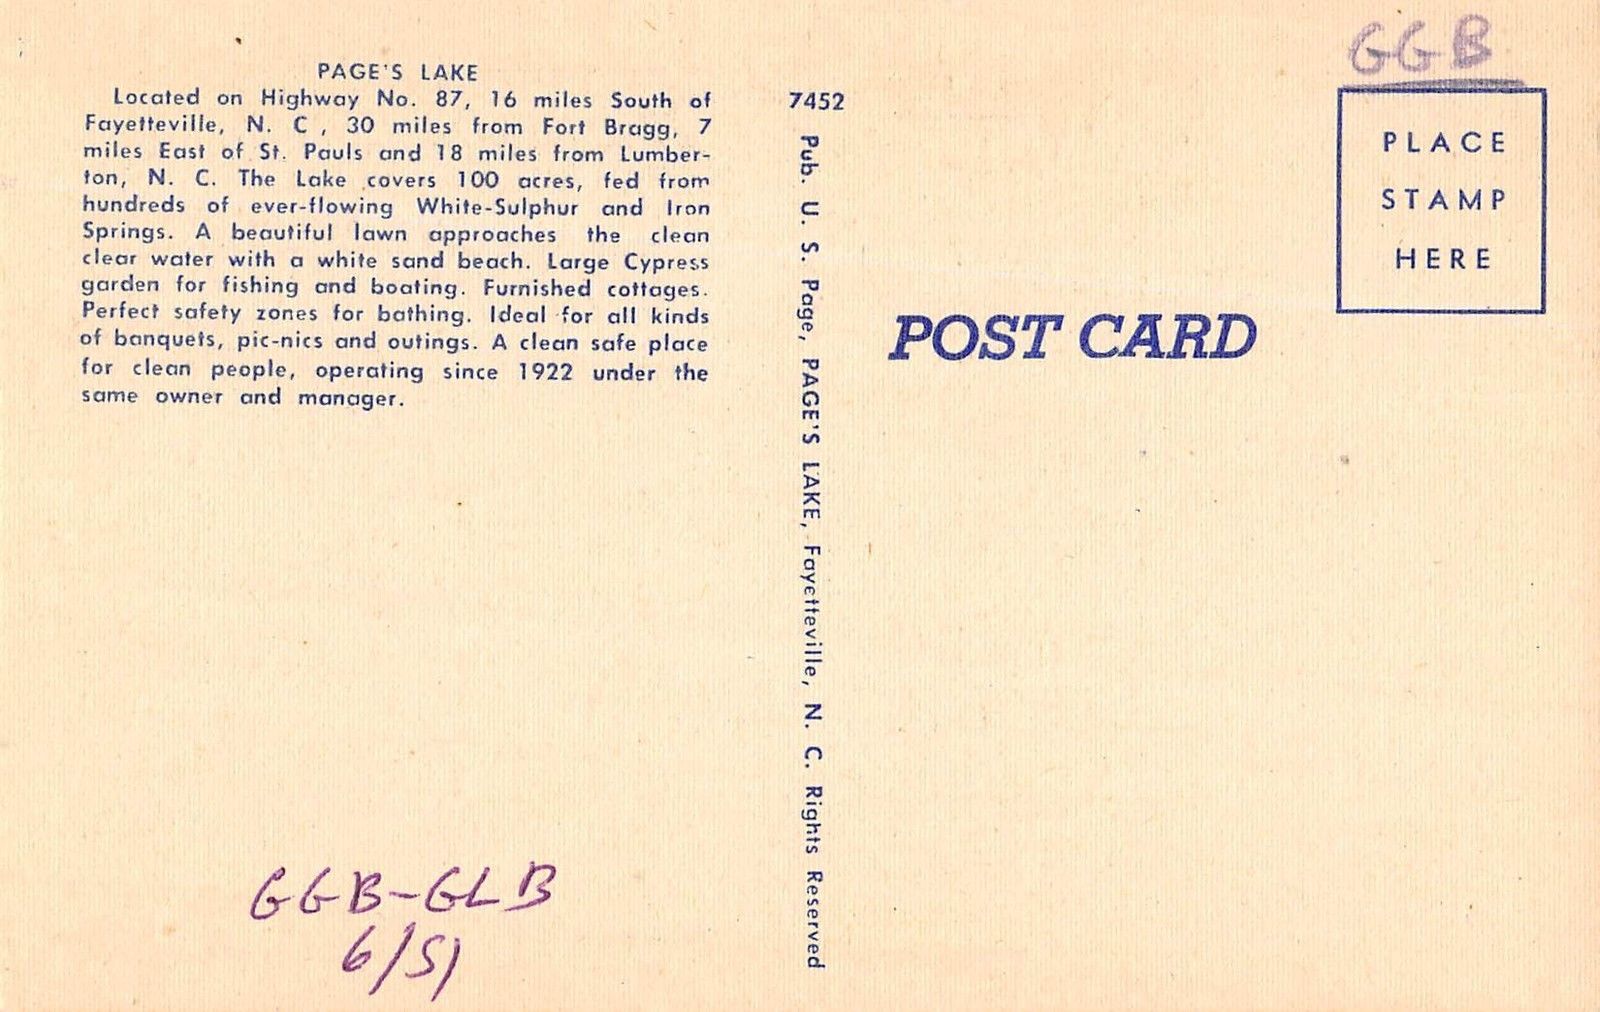 PAGE'S LAKE
Located on Highway No. 87, 16 miles South of
Fayetteville, N. C , 30 miles from Fort Bragg, 7
miles East of St. Pauls and 18 miles from Lumber-
ton, N. C. The Lake covers 100 acres, fed from
hundreds of ever-flowing White-Sulphur and Iron
Springs. A beautiful lawn approaches the clean
clear water with a white sand beach. Large Cypress
garden for fishing and boating. Furnished cottages.
Perfect safety zones for bathing. Ideal for all kinds
of banquets, pic-nics and outings. A clean safe place
for clean people, operating since 1922 under the
same owner and manager.
GGB-GLB
6/51
7452
Pub. U. S. Page, PAGE'S LAKE, Fayetteville, N. C. Rights Reserved
POST CARD
GGB
PLACE
STAMP
HERE